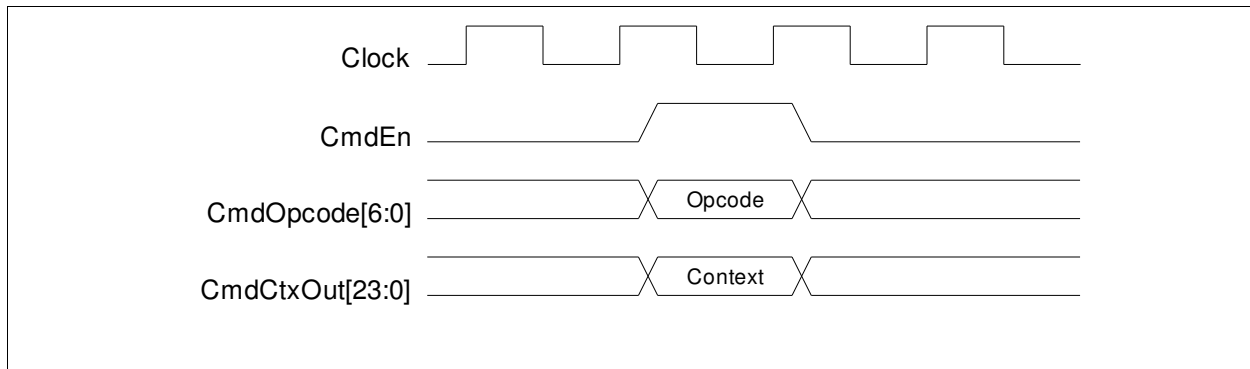 Clock
CmdEn
CmdOpcode[6:0]
Opcode
CmdCtxOut[23:0]
Context